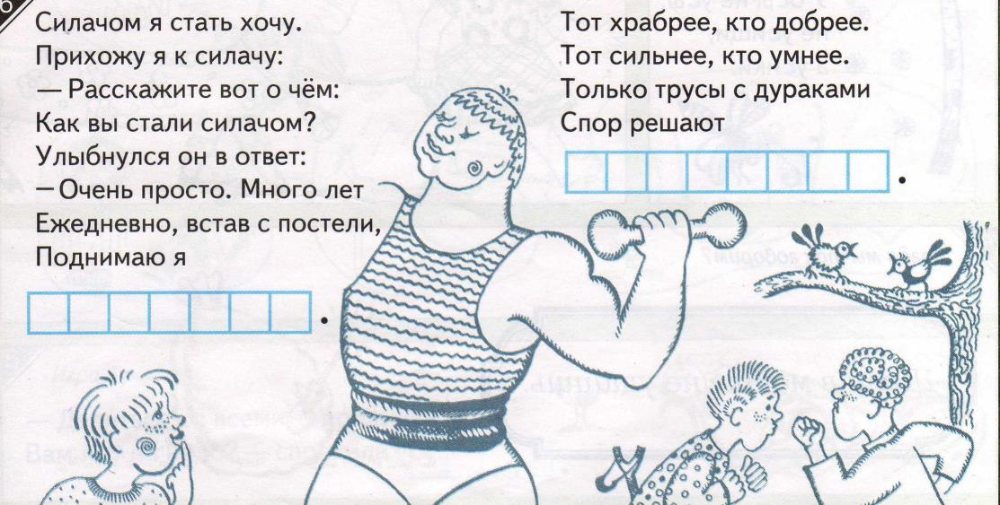 6
Силачом я стать хочу.
Прихожу я к силачу:
— Расскажите вот о чём:
Как вы стали силачом?
Улыбнулся он в ответ:
— Очень просто. Много лет
Ежедневно, встав с постели,
Поднимаю я
.
Тот храбрее, кто добрее.
Тот сильнее, кто умнее.
Только трусы с дураками
Спор решают
.